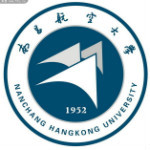 南昌航空大学
1952
NANCHANG HANGKONG UNIVERSITY